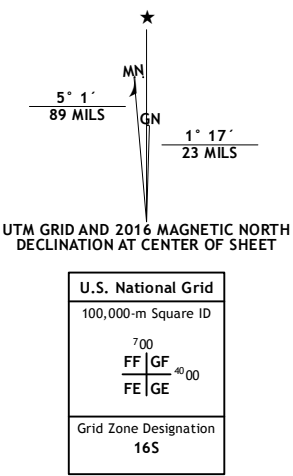 ★
MN
GN
5° 1´
89 MILS
1° 17´
23 MILS
UTM GRID AND 2016 MAGNETIC NORTH
DECLINATION AT CENTER OF SHEET
U.S. National Grid
100,000-m Square ID
⁷00
FF GF
⁴⁰00
FE GE
Grid Zone Designation
16S